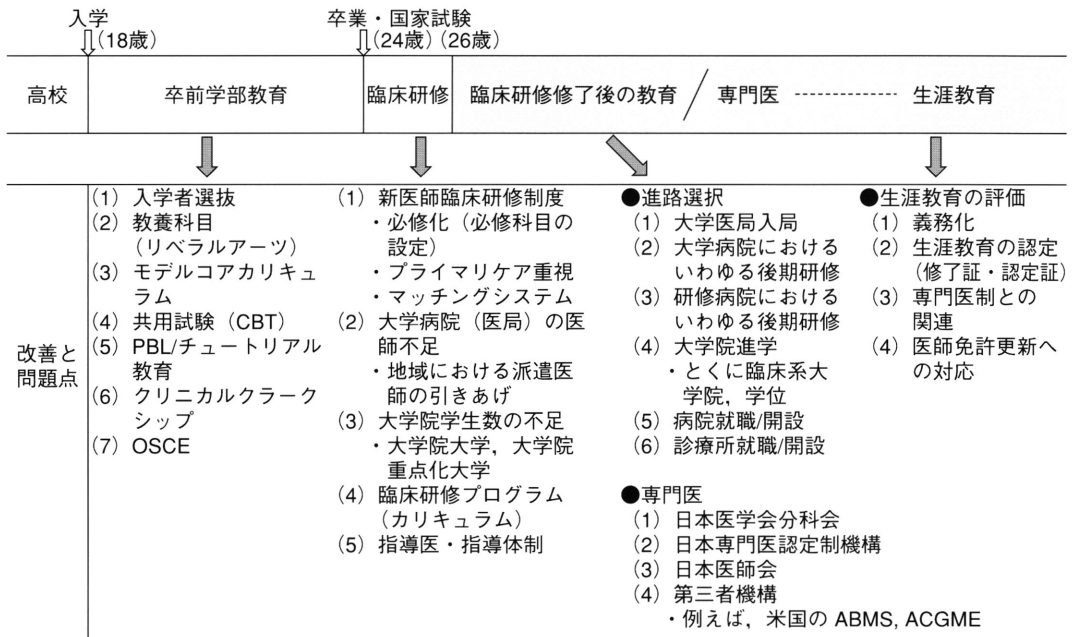 入学
(18歳)
卒業・国家試験
(24歳) (26歳)
高校
卒前学部教育
臨床研修
臨床研修修了後の教育 / 専門医 ---------- 生涯教育
改善と
問題点
(1) 入学者選抜
(2) 教養科目
(リベラルアーツ)
(3) モデルコアカリキュ
ラム
(4) 共用試験(CBT)
(5) PBL/チュートリアル
教育
(6) クリニカルクラーク
シップ
(7) OSCE
(1) 新医師臨床研修制度
・必修化(必修科目の
設定)
・プライマリケア重視
・マッチングシステム
(2) 大学病院(医局)の医
師不足
・地域における派遣医
師の引きあげ
(3) 大学院学生数の不足
・大学院大学,大学院
重点化大学
(4) 臨床研修プログラム
(カリキュラム)
(5) 指導医・指導体制
●進路選択
(1) 大学医局入局
(2) 大学病院における
いわゆる後期研修
(3) 研修病院における
いわゆる後期研修
(4) 大学院進学
・とくに臨床系大
学院,学位
(5) 病院就職/開設
(6) 診療所就職/開設
●専門医
(1) 日本医学会分科会
(2) 日本専門医認定制機構
(3) 日本医師会
(4) 第三者機構
・例えば,米国の ABMS, ACGME
●生涯教育の評価
(1) 義務化
(2) 生涯教育の認定
(修了証・認定証)
(3) 専門医制との
関連
(4) 医師免許更新へ
の対応